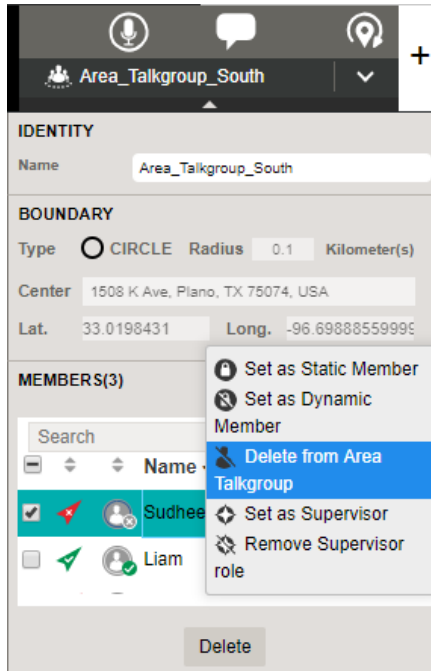 +
Area_Talkgroup_South
IDENTITY
Name Area_Talkgroup_South
BOUNDARY
Type CIRCLE Radius 0.1 Kilometer(s)
Center 1508 K Ave, Plano, TX 75074, USA
Lat. 33.0198431 Long. -96.69888559999
MEMBERS(3)
Set as Static Member
Set as Dynamic
Member
Delete from Area
Talkgroup
Set as Supervisor
Remove Supervisor
role
Search
Name
Sudhee
Liam
Delete